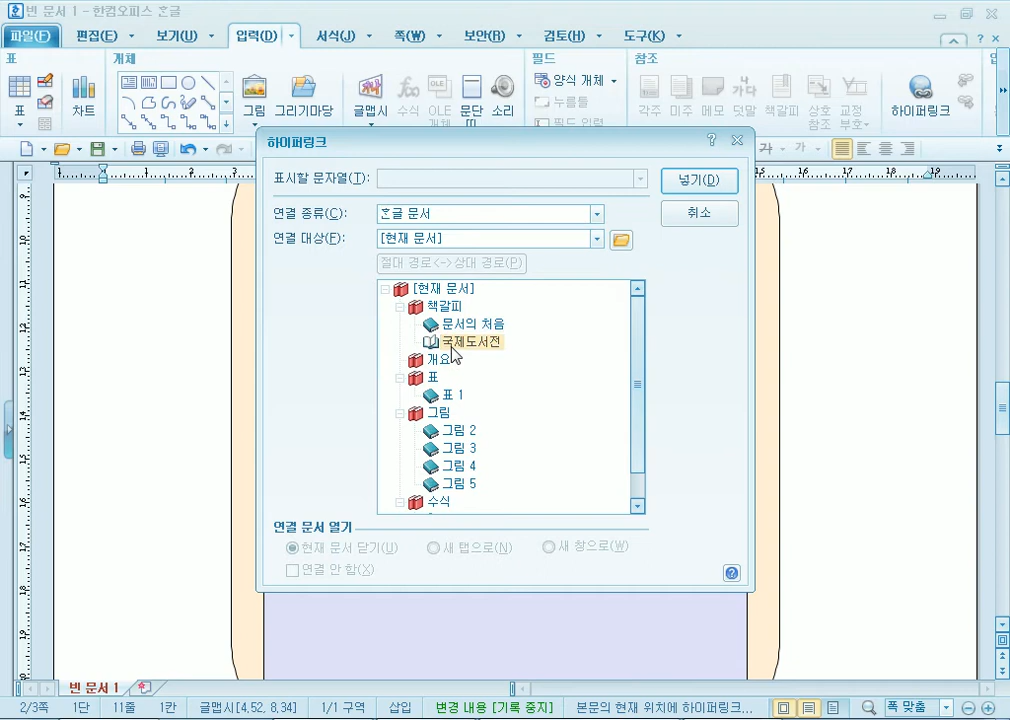 빈 문서 1 - 한컴오피스 흔글
파일(F) 편집(E) 보기(U) 입력(D) 서식(J) 쪽(W) 보안(R) 검토(H) 도구(K)
표 개체 필드 참조
표 차트 그림 그리기마당 글맵시 수식 OLE 개체 문단 띠 소리
양식 개체
누름틀
필드 입력
각주 미주 메모 덧말 책갈피 상호 참조 교정 부호 하이퍼링크
하이퍼링크
표시할 문자열(T):
넣기(D)
연결 종류(C): 흔글 문서
취소
연결 대상(F): [현재 문서]
절대 경로<->상대 경로(P)
[현재 문서]
책갈피
문서의 처음
국제도서전
개요
표
표 1
그림
그림 2
그림 3
그림 4
그림 5
수식
연결 문서 열기
현재 문서 닫기(U) 새 탭으로(N) 새 창으로(W)
연결 안 함(X)
빈 문서 1
2/3쪽 1단 11줄 1칸 글맵시[4,52, 8,34] 1/1 구역 삽입 변경 내용 [기록 중지] 본문의 현재 위치에 하이퍼링크... 폭 맞춤